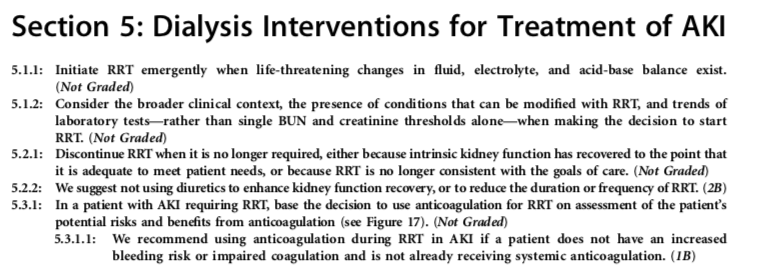 Section 5: Dialysis Interventions for Treatment of AKI
5.1.1: Initiate RRT emergently when life-threatening changes in fluid, electrolyte, and acid-base balance exist.
(Not Graded)
5.1.2: Consider the broader clinical context, the presence of conditions that can be modified with RRT, and trends of
laboratory tests—rather than single BUN and creatinine thresholds alone—when making the decision to start
RRT. (Not Graded)
5.2.1: Discontinue RRT when it is no longer required, either because intrinsic kidney function has recovered to the point that
it is adequate to meet patient needs, or because RRT is no longer consistent with the goals of care. (Not Graded)
5.2.2: We suggest not using diuretics to enhance kidney function recovery, or to reduce the duration or frequency of RRT. (2B)
5.3.1: In a patient with AKI requiring RRT, base the decision to use anticoagulation for RRT on assessment of the patient's
potential risks and benefits from anticoagulation (see Figure 17). (Not Graded)
5.3.1.1: We recommend using anticoagulation during RRT in AKI if a patient does not have an increased
bleeding risk or impaired coagulation and is not already receiving systemic anticoagulation. (1B)